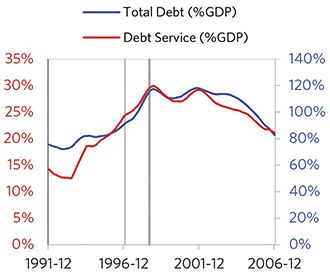 Total Debt (%GDP)
Debt Service (%GDP)
35% 140%
30% 120%
25% 100%
20% 80%
15% 60%
10% 40%
5% 20%
0% 0%
1991-12 1996-12 2001-12 2006-12